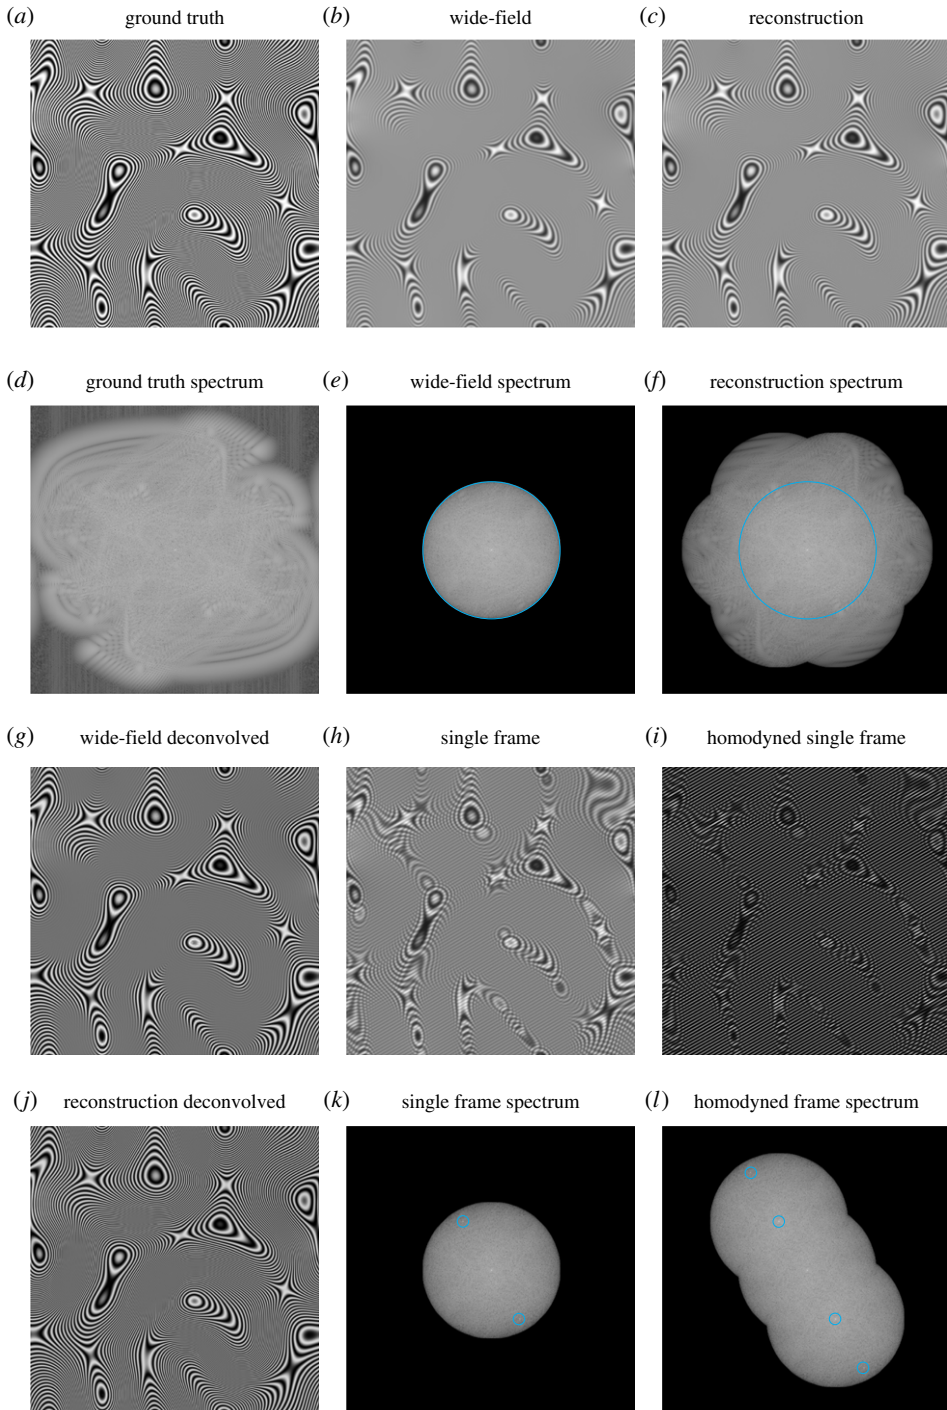 (a) ground truth
(b) wide-field
(c) reconstruction
(d) ground truth spectrum
(e) wide-field spectrum
(f) reconstruction spectrum
(g) wide-field deconvolved
(h) single frame
(i) homodyned single frame
(j) reconstruction deconvolved
(k) single frame spectrum
(l) homodyned frame spectrum